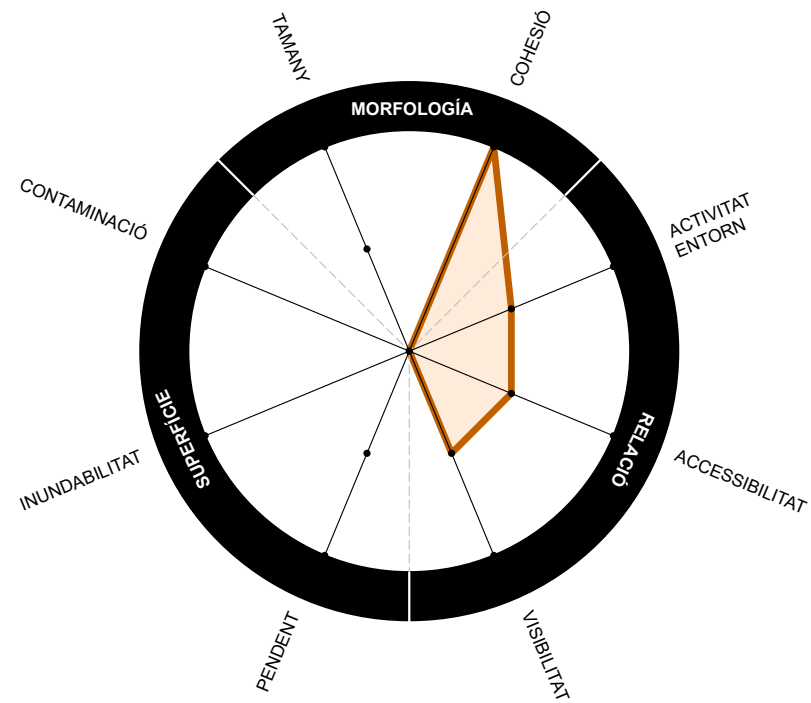 TAMANY
COHESIÓ
MORFOLOGÍA
CONTAMINACIÓ
ACTIVITAT
ENTORN
SUPERFÍCIE
RELACIÓ
INUNDABILITAT
ACCESSIBILITAT
PENDENT
VISIBILITAT